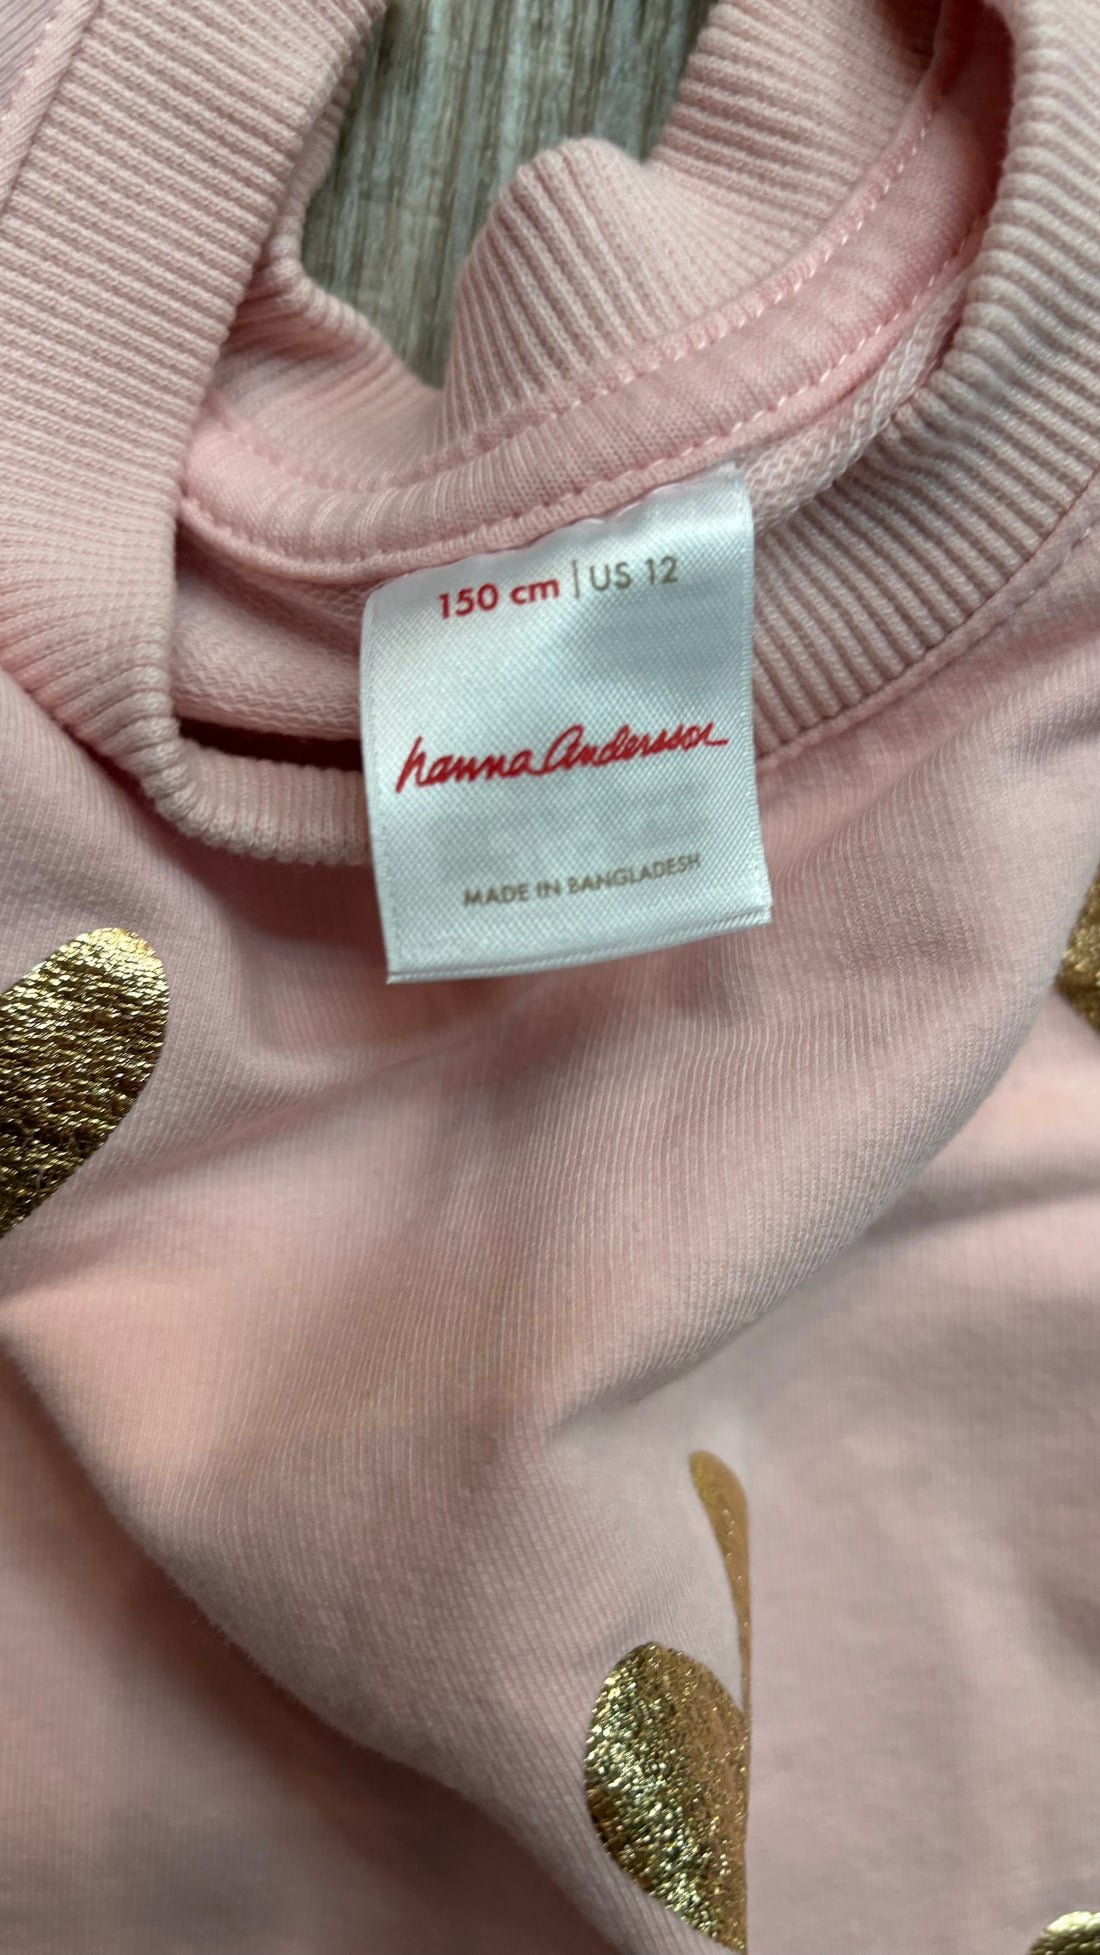 150 cm | US 12
hanna Andersson
MADE IN BANGLADESH